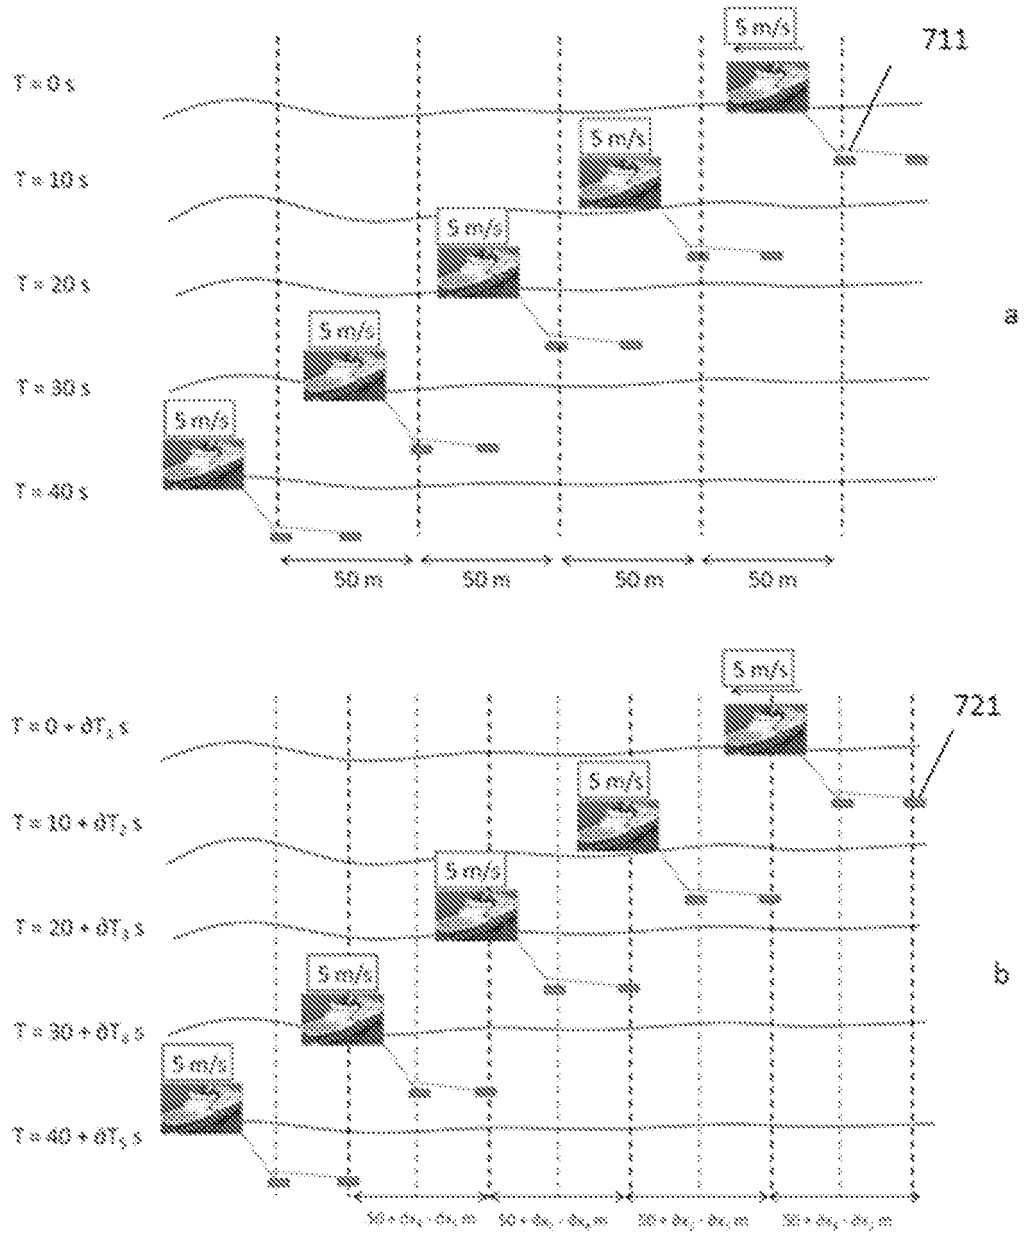 5 m/s
711
T = 0 s
5 m/s
T = 10 s
5 m/s
T = 20 s
a
5 m/s
T = 30 s
5 m/s
T = 40 s
50 m 50 m 50 m 50 m
5 m/s
721
T = 0 + ∂T₁ s
5 m/s
T = 10 + ∂T₂ s
5 m/s
T = 20 + ∂T₃ s
b
5 m/s
T = 30 + ∂T₄ s
5 m/s
T = 40 + ∂T₅ s